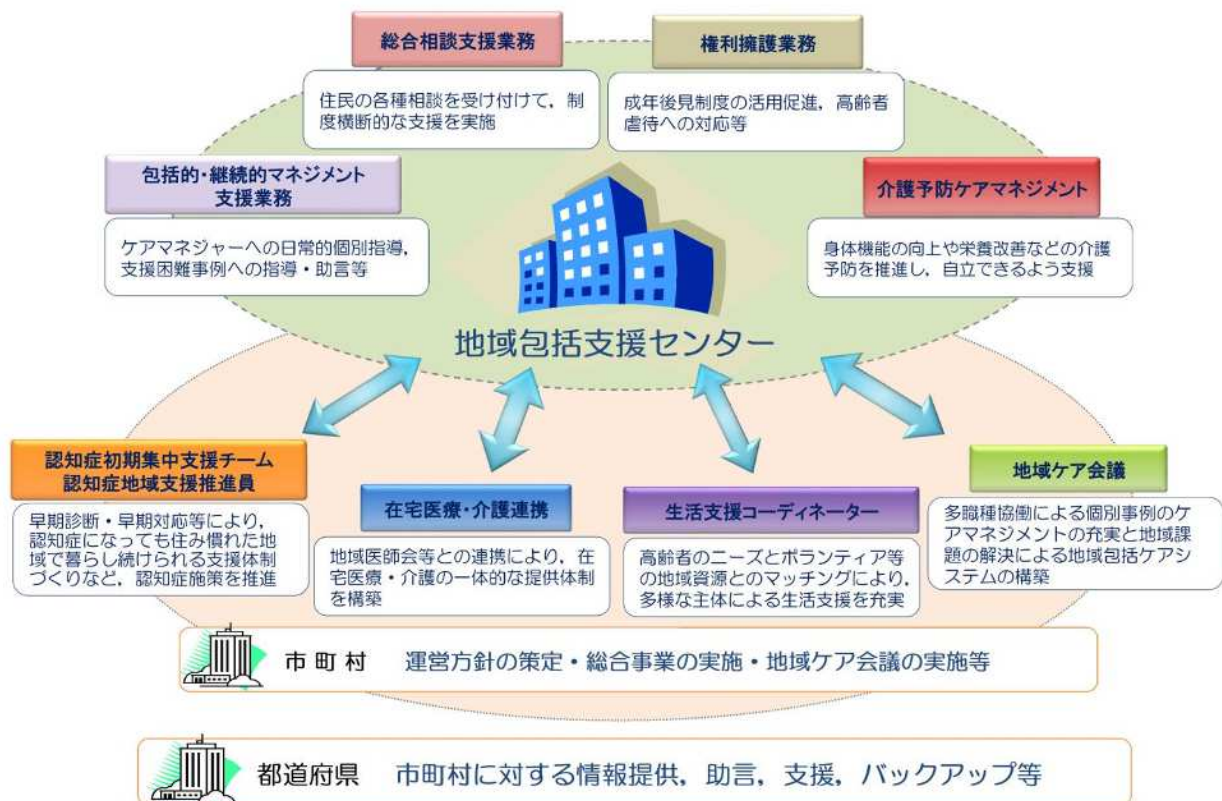 総合相談支援業務
住民の各種相談を受け付けて，制
度横断的な支援を実施
権利擁護業務
成年後見制度の活用促進，高齢者
虐待への対応等
包括的・継続的マネジメント
支援業務
ケアマネジャーへの日常的個別指導，
支援困難事例への指導・助言等
介護予防ケアマネジメント
身体機能の向上や栄養改善などの介護
予防を推進し，自立できるよう支援
地域包括支援センター
認知症初期集中支援チーム
認知症地域支援推進員
早期診断・早期対応等により，
認知症になっても住み慣れた地
域で暮らし続けられる支援体制
づくりなど，認知症施策を推進
在宅医療・介護連携
地域医師会等との連携により，在
宅医療・介護の一体的な提供体制
を構築
生活支援コーディネーター
高齢者のニーズとボランティア等
の地域資源とのマッチングにより，
多様な主体による生活支援を充実
地域ケア会議
多職種協働による個別事例のケ
アマネジメントの充実と地域課
題の解決による地域包括ケアシ
ステムの構築
市町村 運営方針の策定・総合事業の実施・地域ケア会議の実施等
都道府県 市町村に対する情報提供，助言，支援，バックアップ等